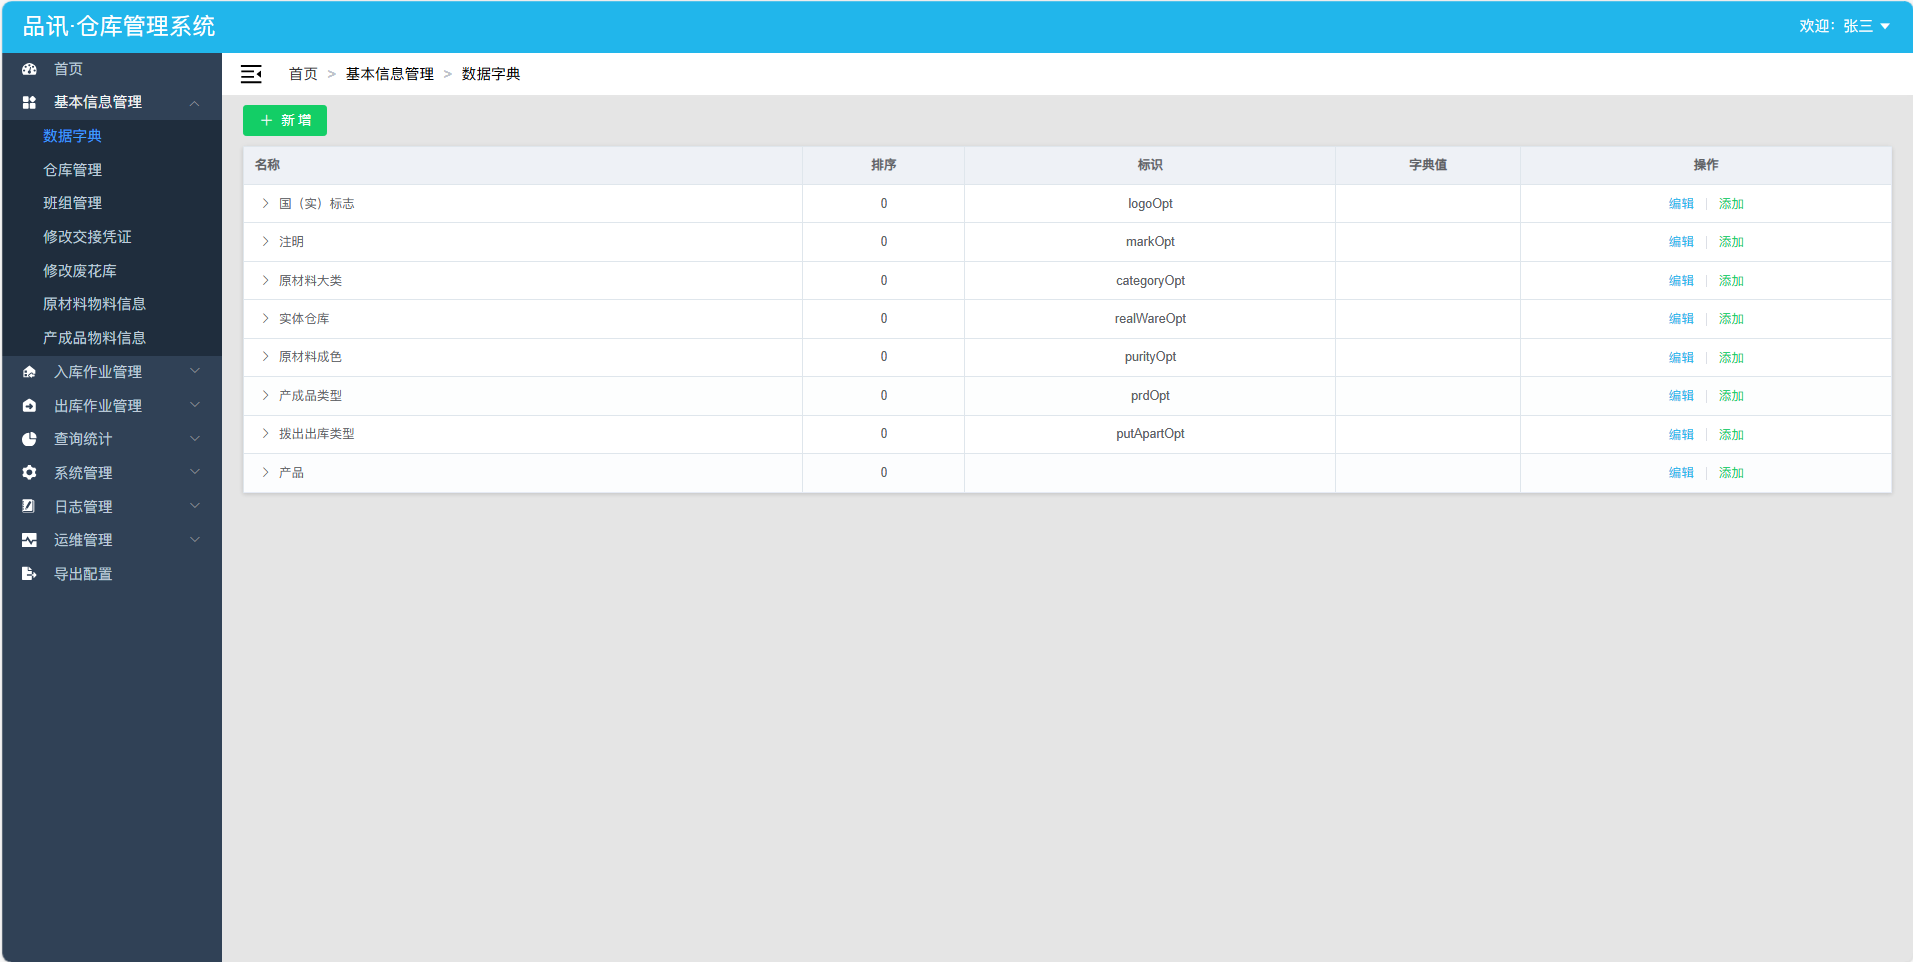 品讯·仓库管理系统
欢迎：张三
首页
基本信息管理
数据字典
仓库管理
班组管理
修改交接凭证
修改废花库
原材料物料信息
产成品物料信息
入库作业管理
出库作业管理
查询统计
系统管理
日志管理
运维管理
导出配置
首页 > 基本信息管理 > 数据字典
+ 新增
名称 排序 标识 字典值 操作
国（实）标志 0 logoOpt 编辑 添加
注明 0 markOpt 编辑 添加
原材料大类 0 categoryOpt 编辑 添加
实体仓库 0 realWareOpt 编辑 添加
原材料成色 0 purityOpt 编辑 添加
产成品类型 0 prdOpt 编辑 添加
拨出出库类型 0 putApartOpt 编辑 添加
产品 0 编辑 添加